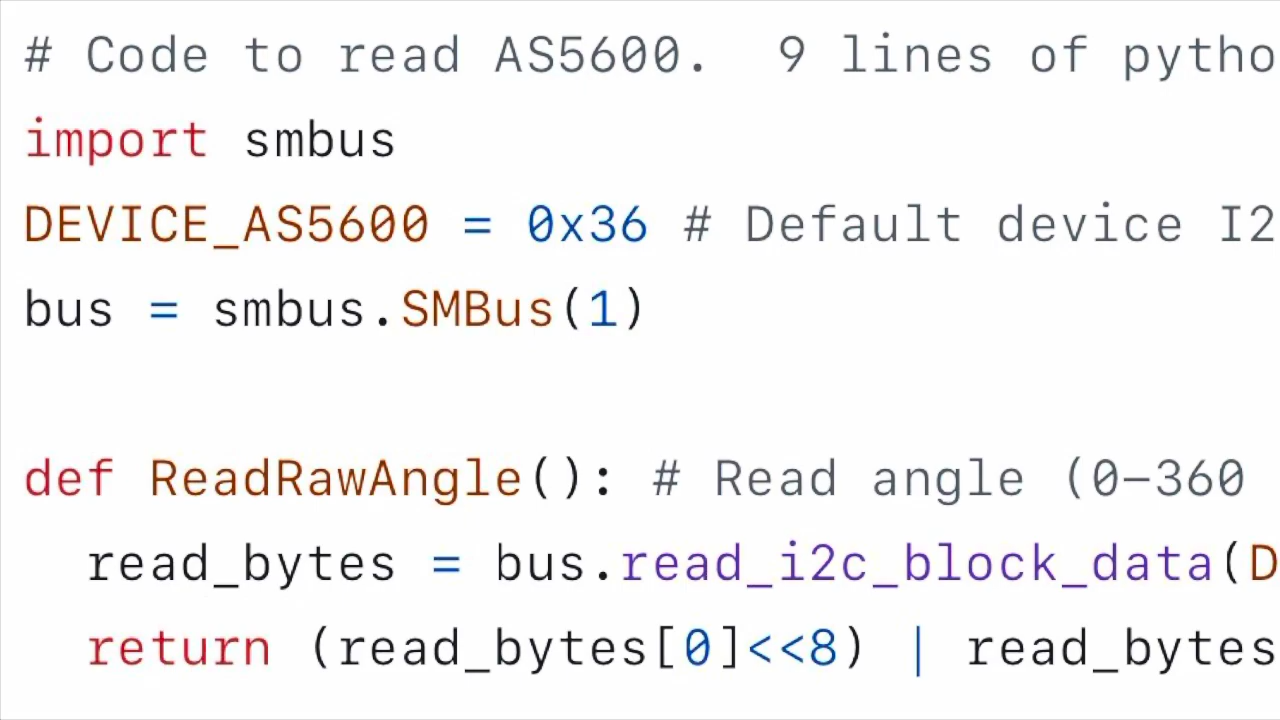 # Code to read AS5600.  9 lines of pytho
import smbus
DEVICE_AS5600 = 0x36 # Default device I2
bus = smbus.SMBus(1)
def ReadRawAngle(): # Read angle (0-360
  read_bytes = bus.read_i2c_block_data(D
  return (read_bytes[0]<<8) | read_bytes